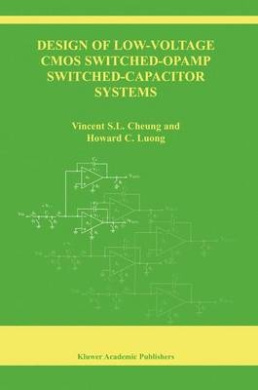 DESIGN OF LOW-VOLTAGE
CMOS SWITCHED-OPAMP
SWITCHED-CAPACITOR
SYSTEMS
Vincent S.L. Cheung and
Howard C. Luong
Kluwer Academic Publishers